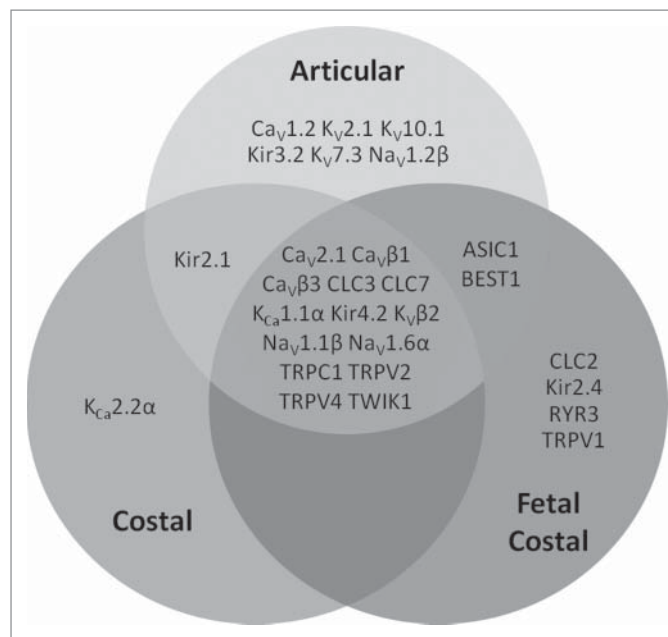 Articular
Caᵥ1.2 Kᵥ2.1 Kᵥ10.1
Kir3.2 Kᵥ7.3 Naᵥ1.2β
Kir2.1
Caᵥ2.1 Caᵥβ1
Caᵥβ3 CLC3 CLC7
K_Ca1.1α Kir4.2 Kᵥβ2
Naᵥ1.1β Naᵥ1.6α
TRPC1 TRPV2
TRPV4 TWIK1
ASIC1
BEST1
K_Ca2.2α
CLC2
Kir2.4
RYR3
TRPV1
Costal
Fetal
Costal